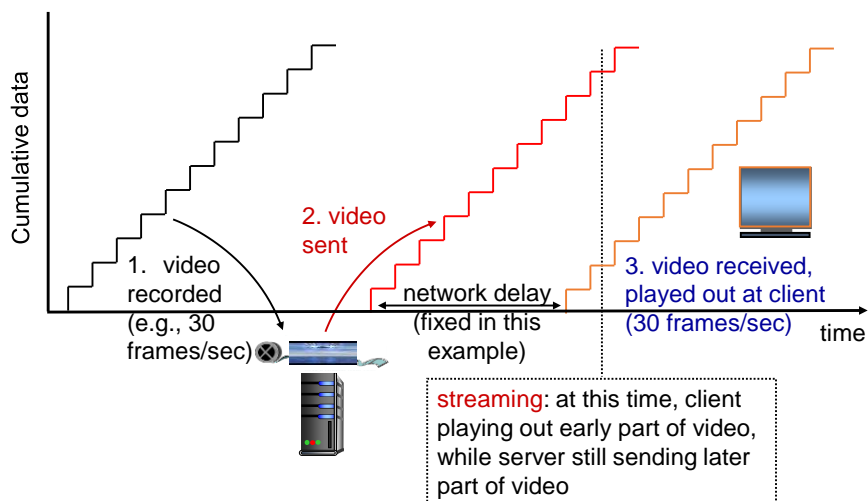 Cumulative data
1. video
recorded
(e.g., 30
frames/sec)
2. video
sent
network delay
(fixed in this
example)
3. video received,
played out at client
(30 frames/sec)
time
streaming: at this time, client
playing out early part of video,
while server still sending later
part of video